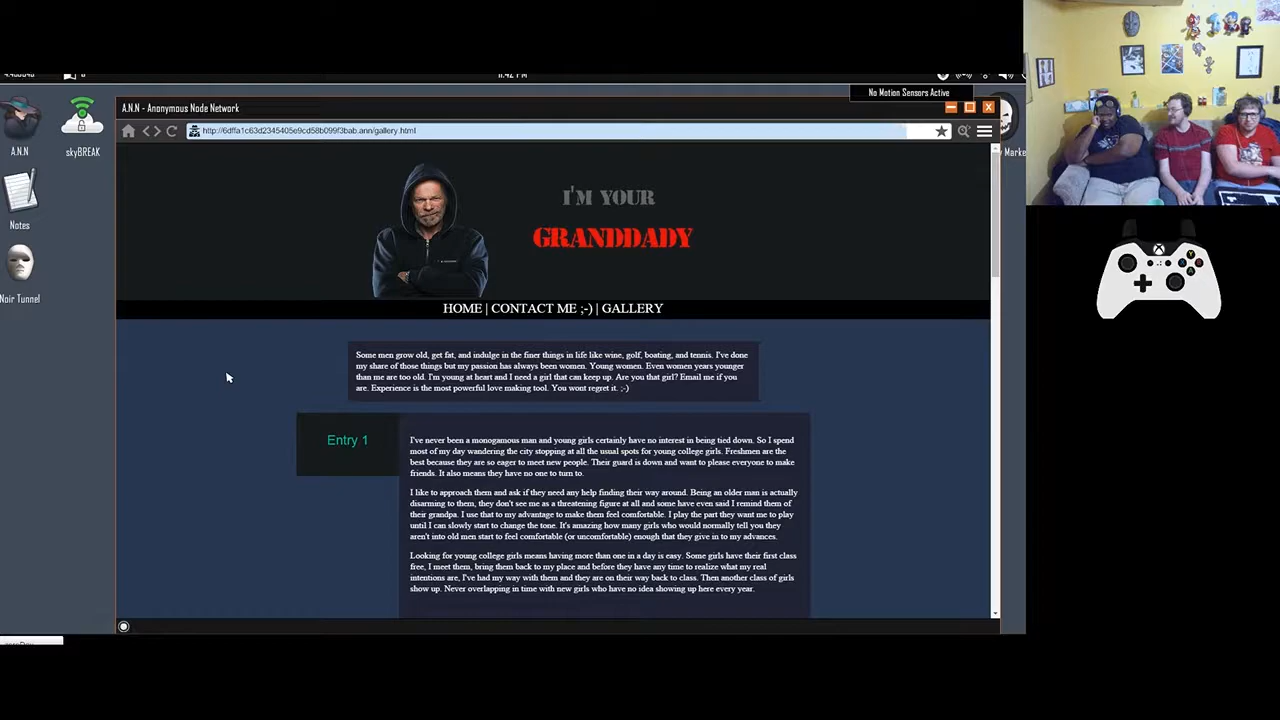 11:42 PM
No Motion Sensors Active
A.N.N - Anonymous Node Network
http://6dffa1c63d2345405e9cd58b099f3bab.ann/gallery.html
A.N.N
skyBREAK
Notes
Noir Tunnel
I'M YOUR
GRANDDADY
HOME | CONTACT ME ;-) | GALLERY
Some men grow old, get fat, and indulge in the finer things in life like wine, golf, boating, and tennis. I've done
my share of those things but my passion has always been women. Young women. Even women years younger
than me are too old. I'm young at heart and I need a girl that can keep up. Are you that girl? Email me if you
are. Experience is the most powerful love making tool. You wont regret it. ;-)
Entry 1
I've never been a monogamous man and young girls certainly have no interest in being tied down. So I spend
most of my day wandering the city stopping at all the usual spots for young college girls. Freshmen are the
best because they are so eager to meet new people. Their guard is down and want to please everyone to make
friends. It also means they have no one to turn to.
I like to approach them and ask if they need any help finding their way around. Being an older man is actually
disarming to them, they don't see me as a threatening figure at all and some have even said I remind them of
their grandpa. I use that to my advantage to make them feel comfortable. I play the part they want me to play
until I can slowly start to change the tone. It's amazing how many girls who would normally tell you they
aren't into old men start to feel comfortable (or uncomfortable) enough that they give in to my advances.
Looking for young college girls means having more than one in a day is easy. Some girls have their first class
free, I meet them, bring them back to my place and before they have any time to realize what my real
intentions are, I've had my way with them and they are on their way back to class. Then another class of girls
show up. Never overlapping in time with new girls who have no idea showing up here every year.